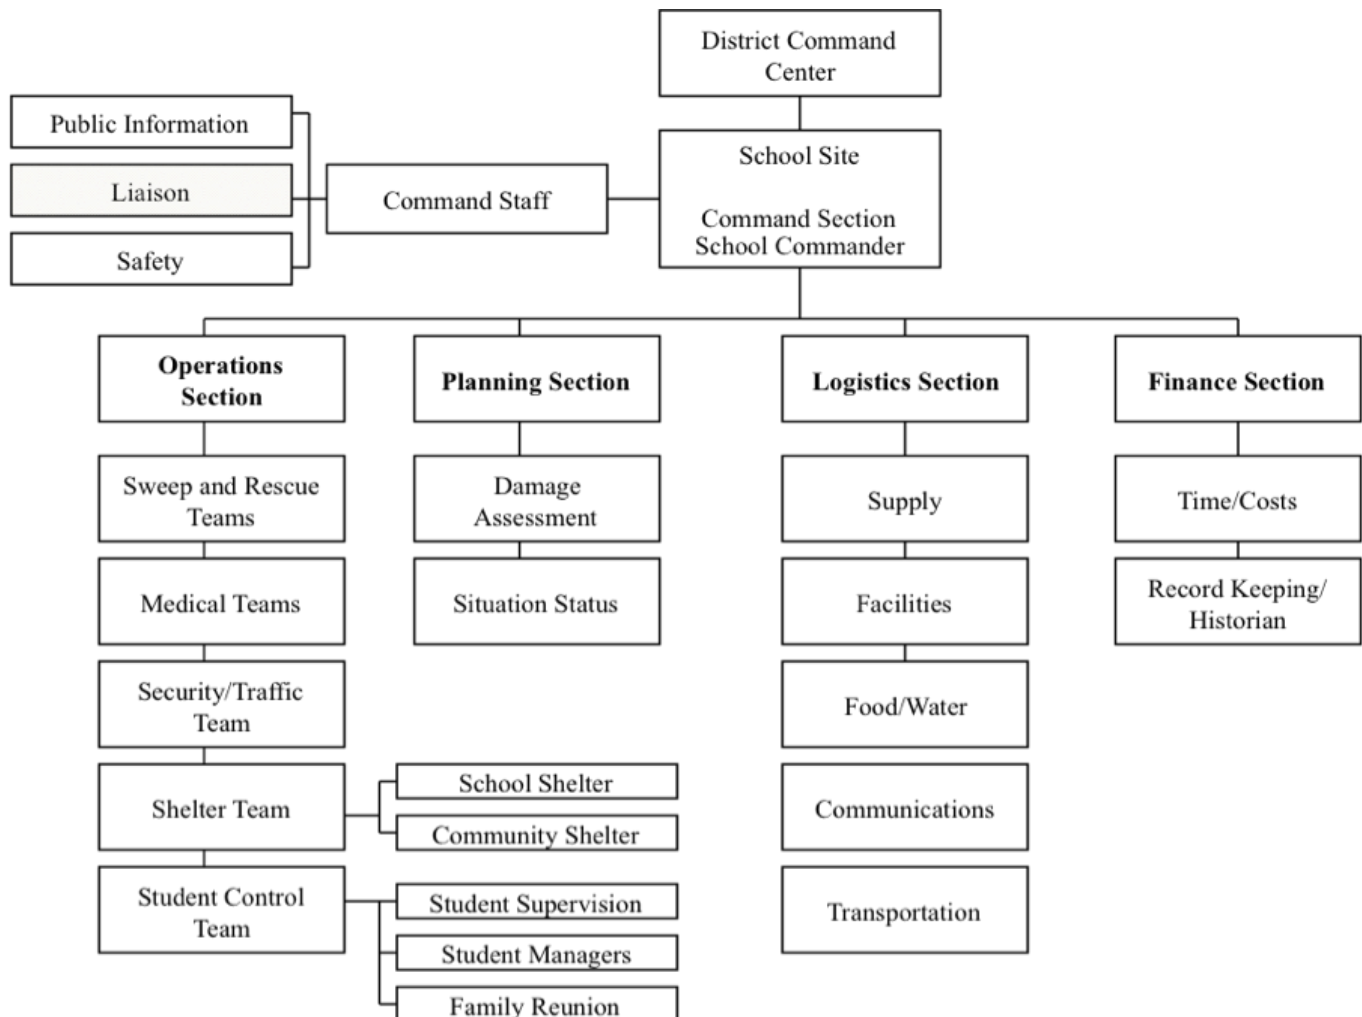 District Command
Center
Public Information
Liaison
Safety
Command Staff
School Site
Command Section
School Commander
Operations
Section
Planning Section
Logistics Section
Finance Section
Sweep and Rescue
Teams
Damage
Assessment
Supply
Time/Costs
Medical Teams
Situation Status
Facilities
Record Keeping/
Historian
Security/Traffic
Team
Food/Water
Shelter Team
School Shelter
Community Shelter
Communications
Student Control
Team
Student Supervision
Student Managers
Family Reunion
Transportation